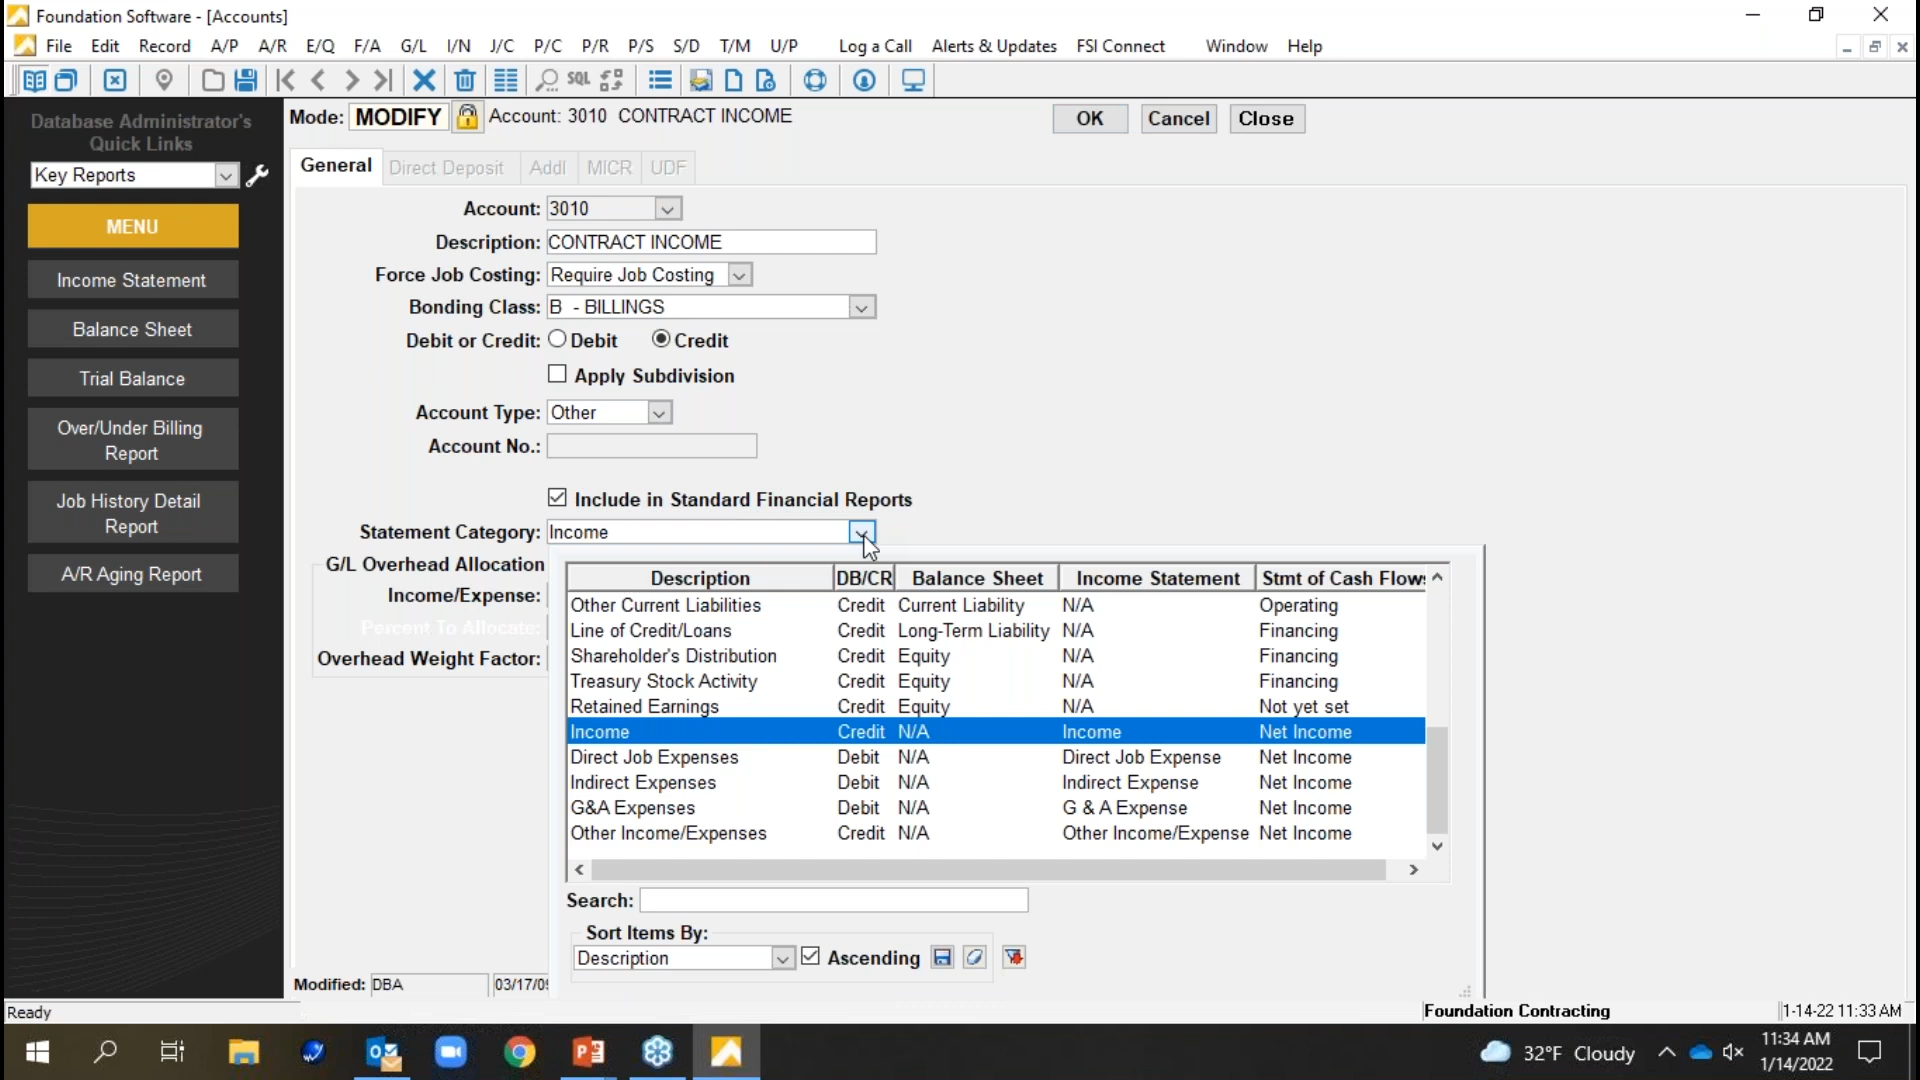 Foundation Software - [Accounts]
File Edit Record A/P A/R E/Q F/A G/L I/N J/C P/C P/R P/S S/D T/M U/P Log a Call Alerts & Updates FSI Connect Window Help
SQL
Database Administrator's
Quick Links
Key Reports
MENU
Income Statement
Balance Sheet
Trial Balance
Over/Under Billing
Report
Job History Detail
Report
A/R Aging Report
Mode: MODIFY Account: 3010 CONTRACT INCOME OK Cancel Close
General Direct Deposit Addl MICR UDF
Account: 3010
Description: CONTRACT INCOME
Force Job Costing: Require Job Costing
Bonding Class: B - BILLINGS
Debit or Credit: Debit Credit
Apply Subdivision
Account Type: Other
Account No.:
Include in Standard Financial Reports
Statement Category: Income
G/L Overhead Allocation
Income/Expense:
Percent To Allocate:
Overhead Weight Factor:
Description DB/CR Balance Sheet Income Statement Stmt of Cash Flow
Other Current Liabilities Credit Current Liability N/A Operating
Line of Credit/Loans Credit Long-Term Liability N/A Financing
Shareholder's Distribution Credit Equity N/A Financing
Treasury Stock Activity Credit Equity N/A Financing
Retained Earnings Credit Equity N/A Not yet set
Income Credit N/A Income Net Income
Direct Job Expenses Debit N/A Direct Job Expense Net Income
Indirect Expenses Debit N/A Indirect Expense Net Income
G&A Expenses Debit N/A G & A Expense Net Income
Other Income/Expenses Credit N/A Other Income/Expense Net Income
Search:
Sort Items By:
Description Ascending
Modified: DBA 03/17/0
Ready Foundation Contracting 1-14-22 11:33 AM
32°F Cloudy 11:34 AM
1/14/2022